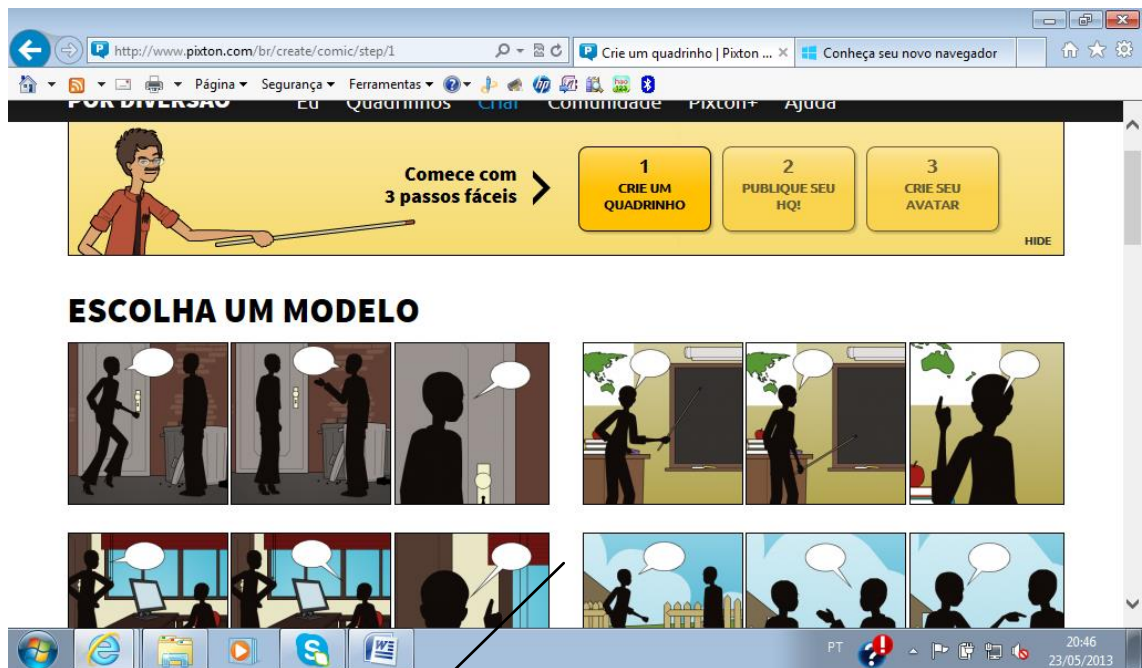 http://www.pixton.com/br/create/comic/step/1
Crie um quadrinho | Pixton ...
Conheça seu novo navegador
Página
Segurança
Ferramentas
POR DIVERSÃO Eu Quadrinhos Criar Comunidade Pixton+ Ajuda
Comece com
3 passos fáceis
1
CRIE UM
QUADRINHO
2
PUBLIQUE SEU
HQ!
3
CRIE SEU
AVATAR
HIDE
ESCOLHA UM MODELO
PT
20:46
23/05/2013